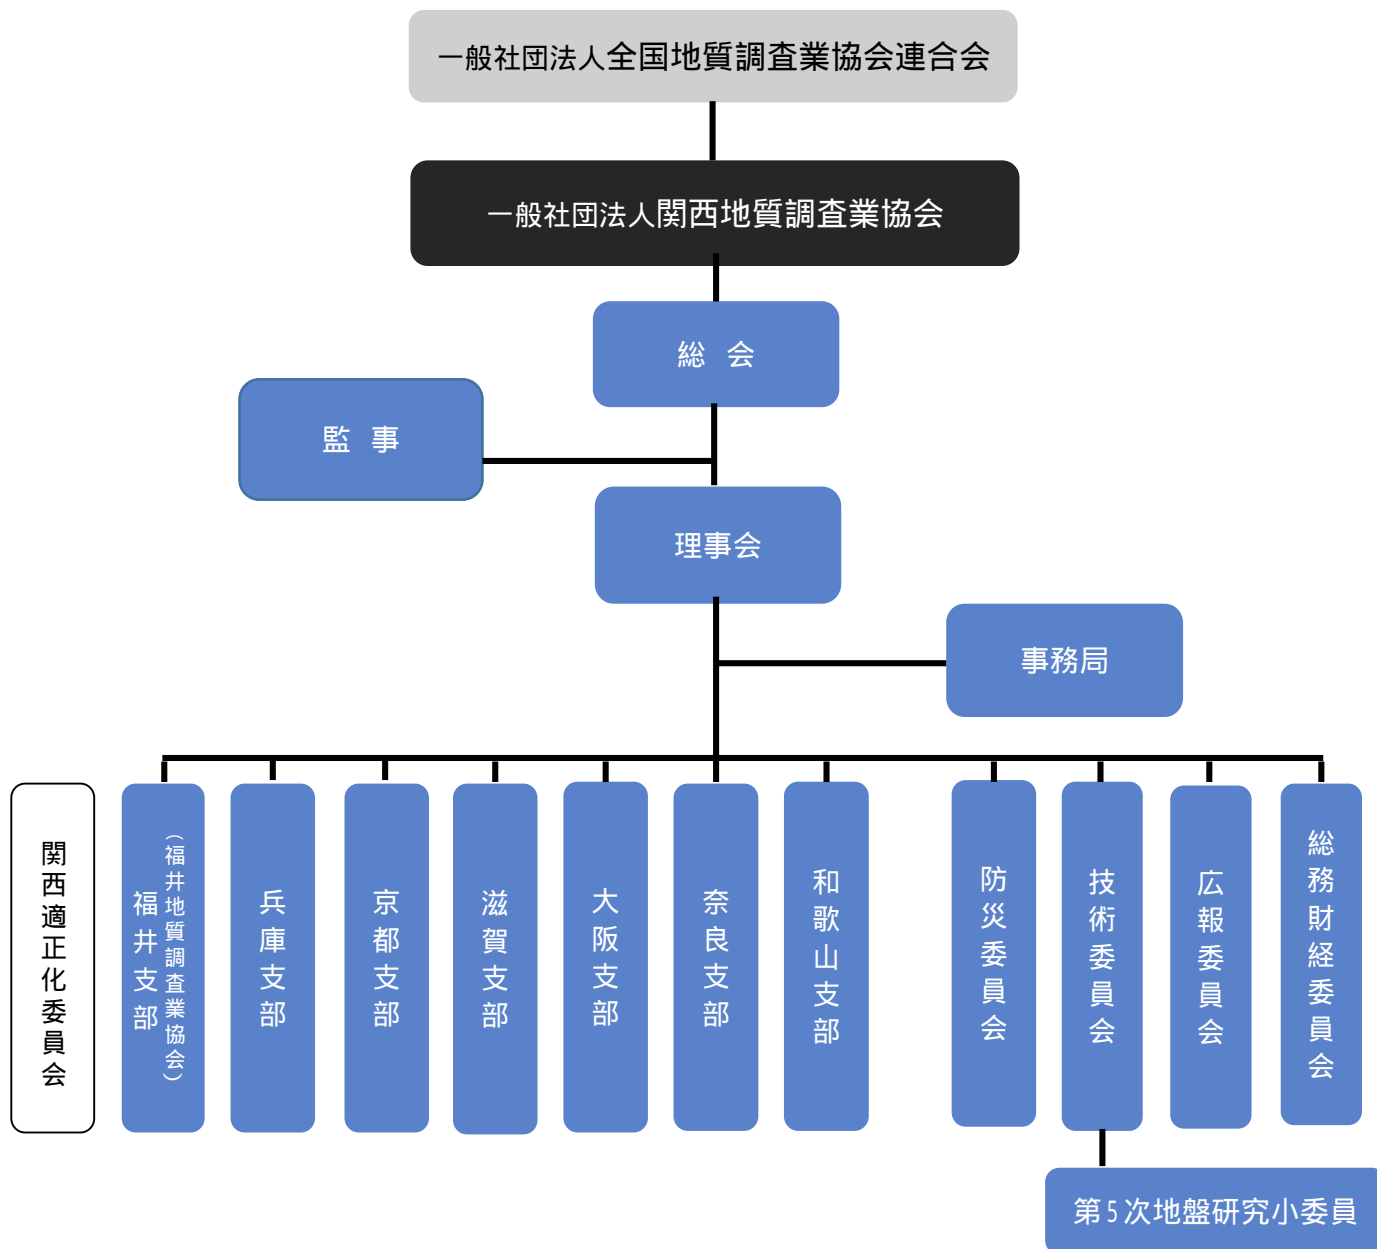 一般社団法人全国地質調査業協会連合会
一般社団法人関西地質調査業協会
総 会
監 事
理事会
事務局
関西適正化委員会
福井支部
(福井地質調査業協会)
兵庫支部
京都支部
滋賀支部
大阪支部
奈良支部
和歌山支部
防災委員会
技術委員会
広報委員会
総務財経委員会
第5次地盤研究小委員